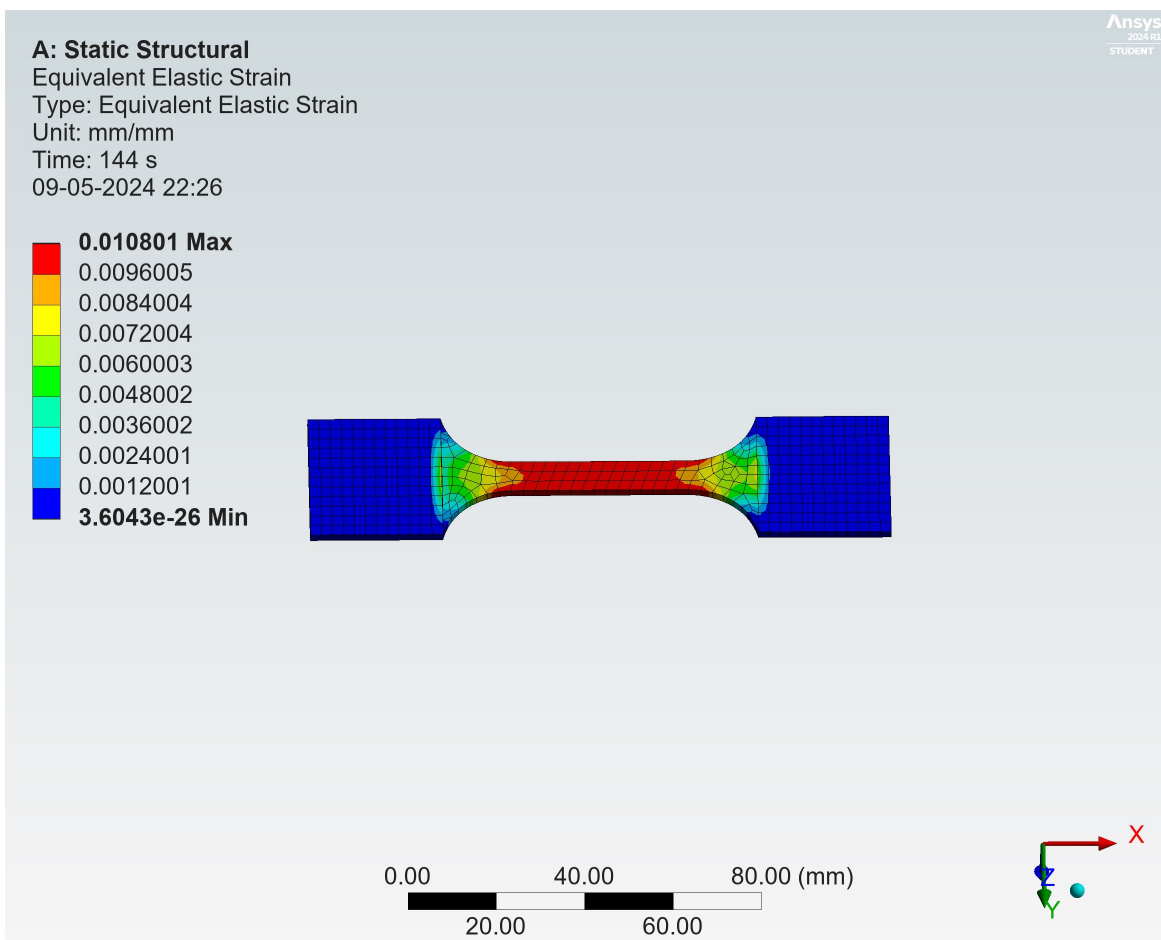 Ansys
2024 R1
STUDENT
A: Static Structural
Equivalent Elastic Strain
Type: Equivalent Elastic Strain
Unit: mm/mm
Time: 144 s
09-05-2024 22:26
0.010801 Max
0.0096005
0.0084004
0.0072004
0.0060003
0.0048002
0.0036002
0.0024001
0.0012001
3.6043e-26 Min
X
Z
Y
0.00 40.00 80.00 (mm)
20.00 60.00